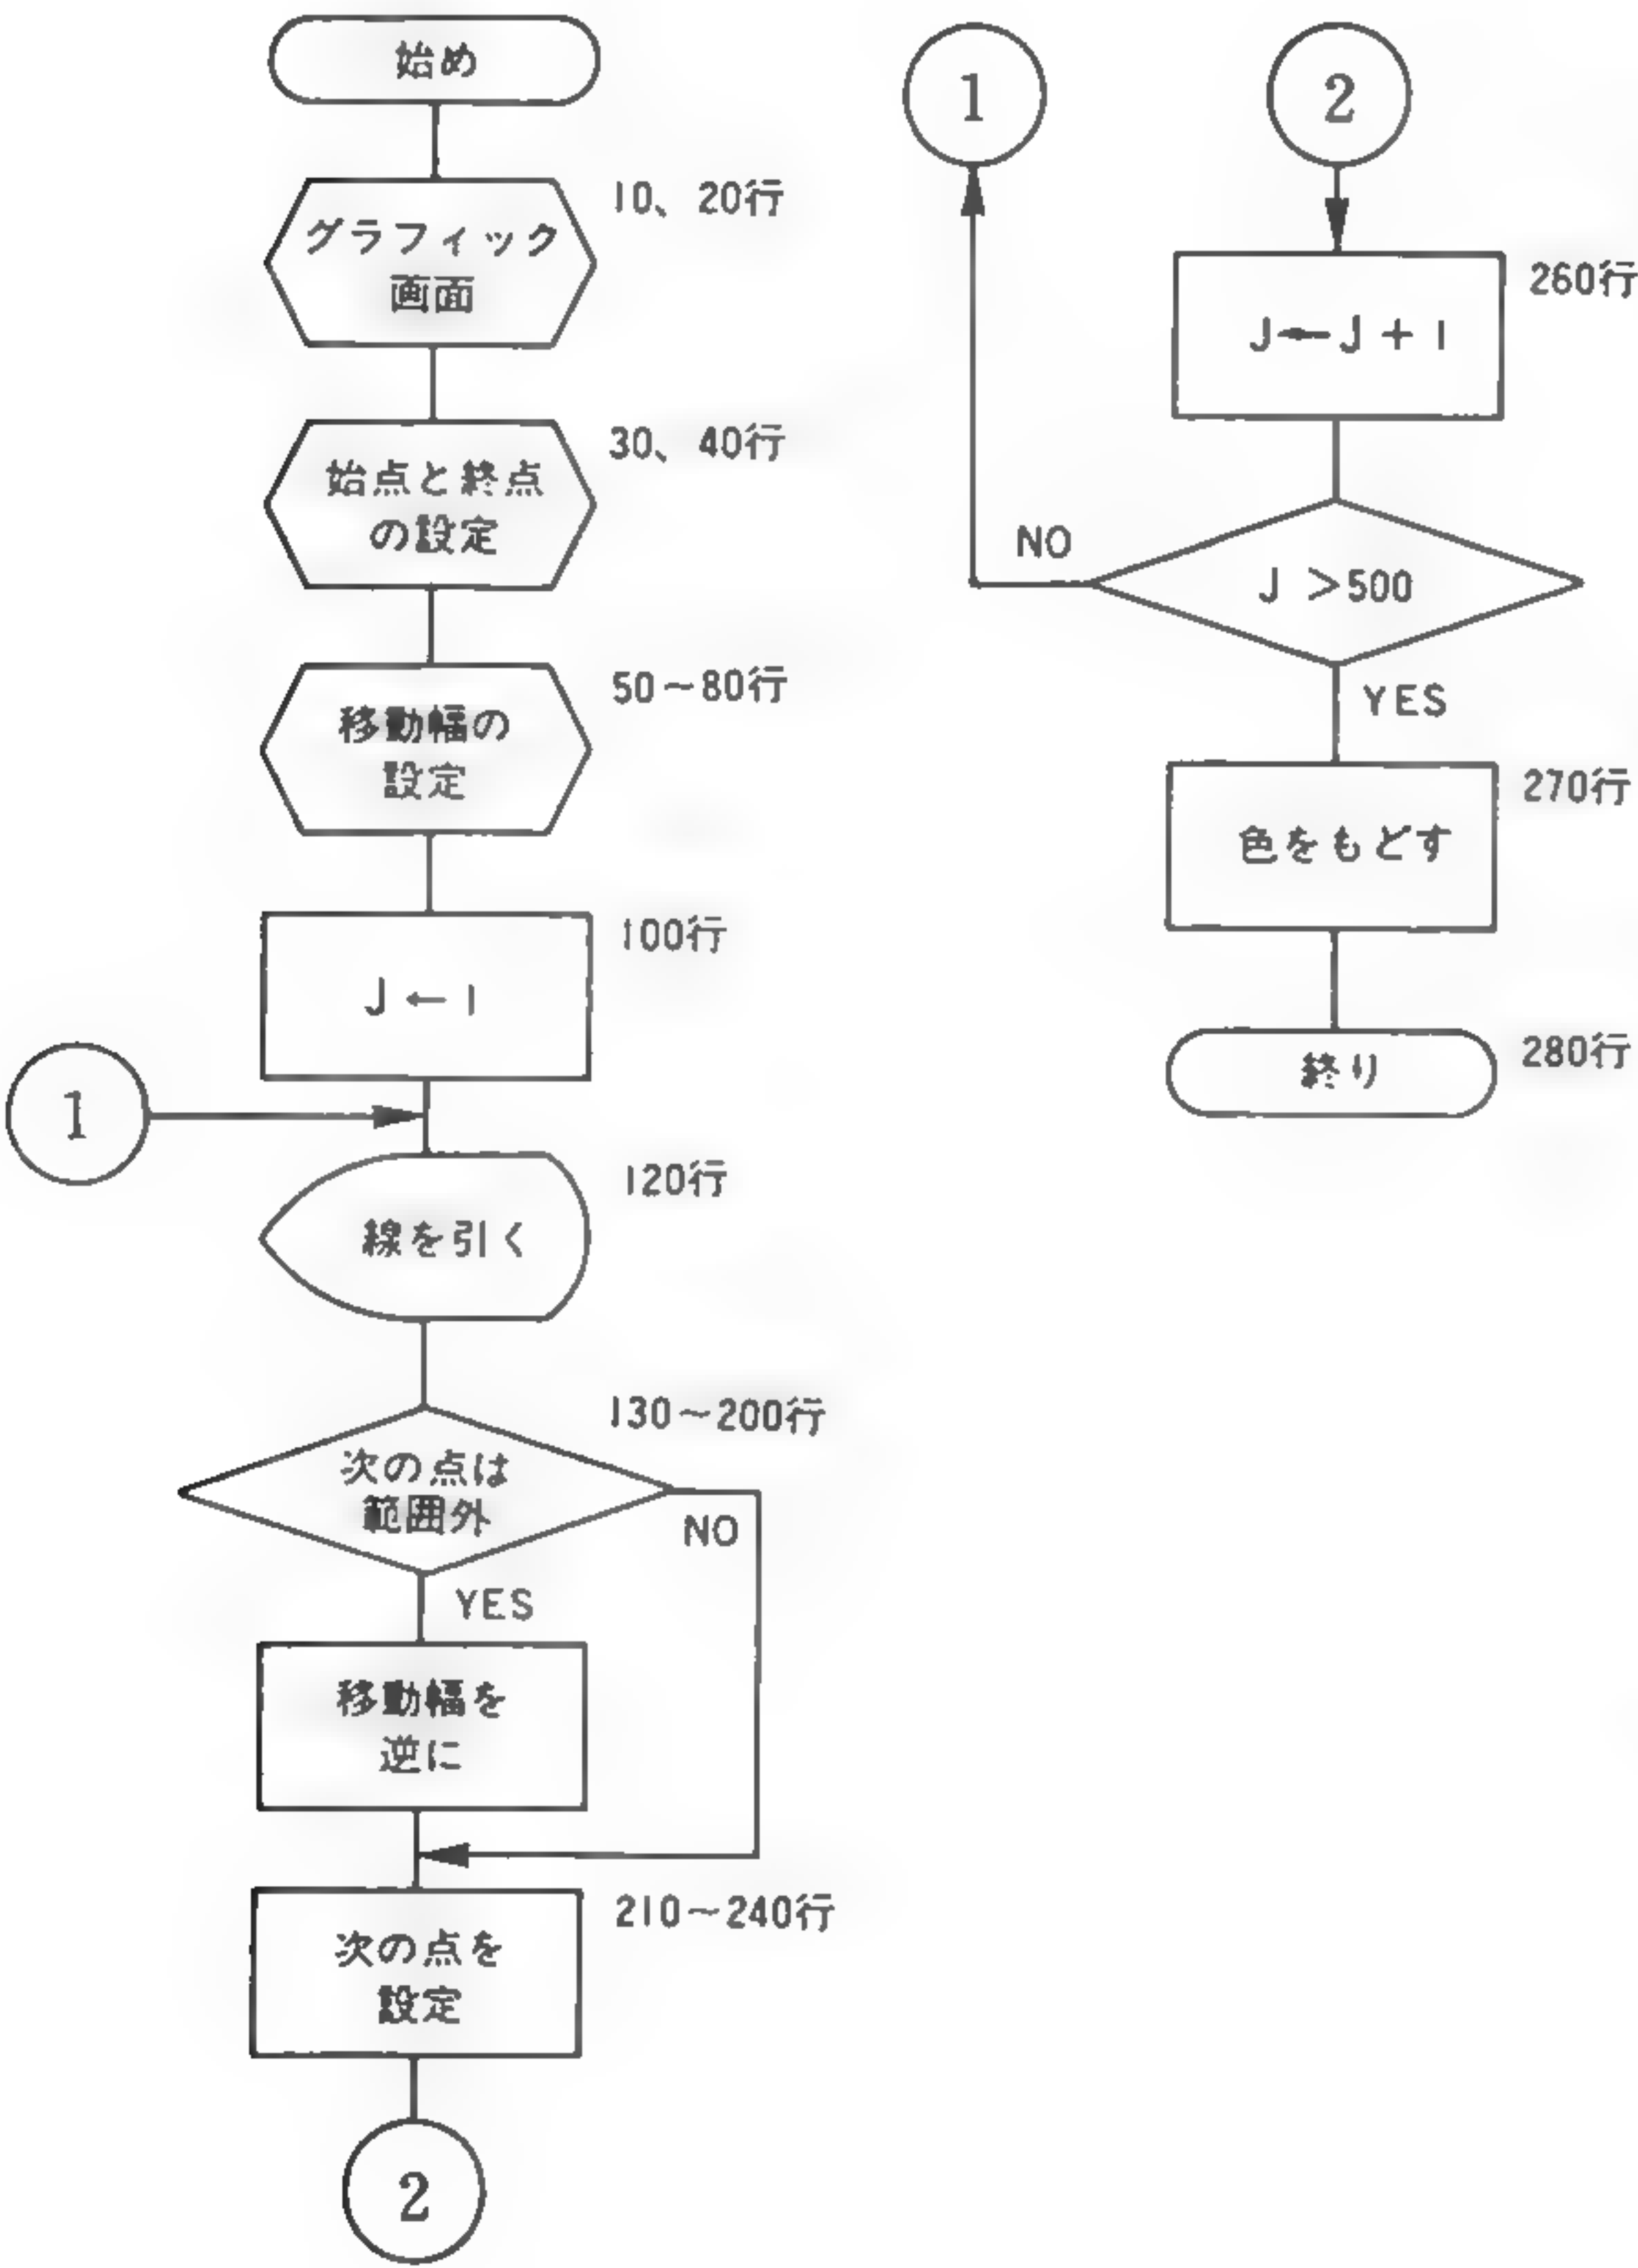 始め
10、20行
グラフィック
画面
30、40行
始点と終点
の設定
50～80行
移動幅の
設定
100行
J←1
1
120行
線を引く
130～200行
次の点は
範囲外
NO
YES
移動幅を
逆に
210～240行
次の点を
設定
2
1
2
260行
J←J+1
NO
J>500
YES
270行
色をもどす
280行
終り